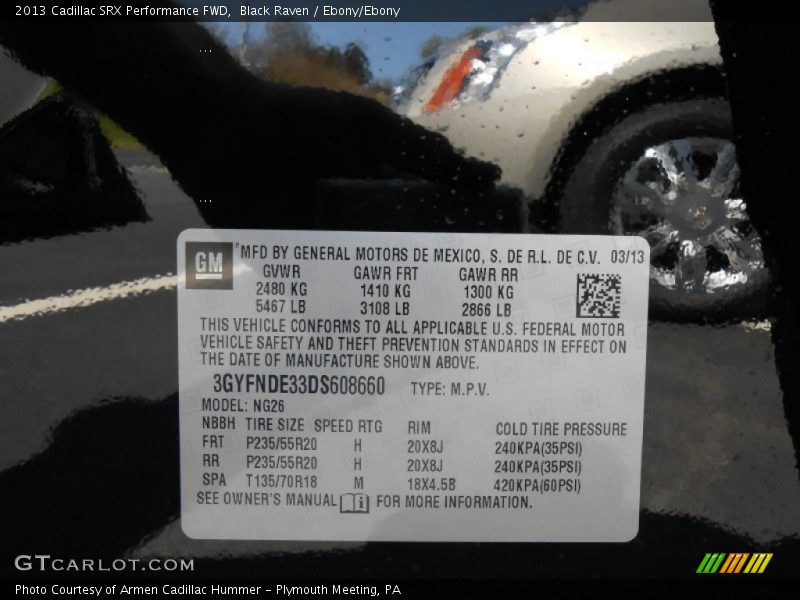 2013 Cadillac SRX Performance FWD, Black Raven / Ebony/Ebony
GM ® MFD BY GENERAL MOTORS DE MEXICO, S. DE R.L. DE C.V. 03/13
GVWR GAWR FRT GAWR RR
2480 KG 1410 KG 1300 KG
5467 LB 3108 LB 2866 LB
THIS VEHICLE CONFORMS TO ALL APPLICABLE U.S. FEDERAL MOTOR
VEHICLE SAFETY AND THEFT PREVENTION STANDARDS IN EFFECT ON
THE DATE OF MANUFACTURE SHOWN ABOVE.
3GYFNDE33DS608660 TYPE: M.P.V.
MODEL: NG26
NBBH TIRE SIZE SPEED RTG RIM COLD TIRE PRESSURE
FRT P235/55R20 H 20X8J 240KPA(35PSI)
RR P235/55R20 H 20X8J 240KPA(35PSI)
SPA T135/70R18 M 18X4.5B 420KPA(60PSI)
SEE OWNER'S MANUAL FOR MORE INFORMATION.
GTCARLOT.COM
Photo Courtesy of Armen Cadillac Hummer - Plymouth Meeting, PA